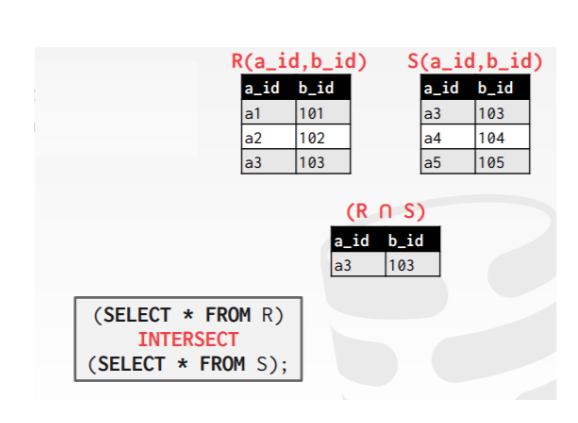 R(a_id,b_id) S(a_id,b_id)
a_id b_id a_id b_id
a1 101 a3 103
a2 102 a4 104
a3 103 a5 105
(R ∩ S)
a_id b_id
a3 103
(SELECT * FROM R)
INTERSECT
(SELECT * FROM S);